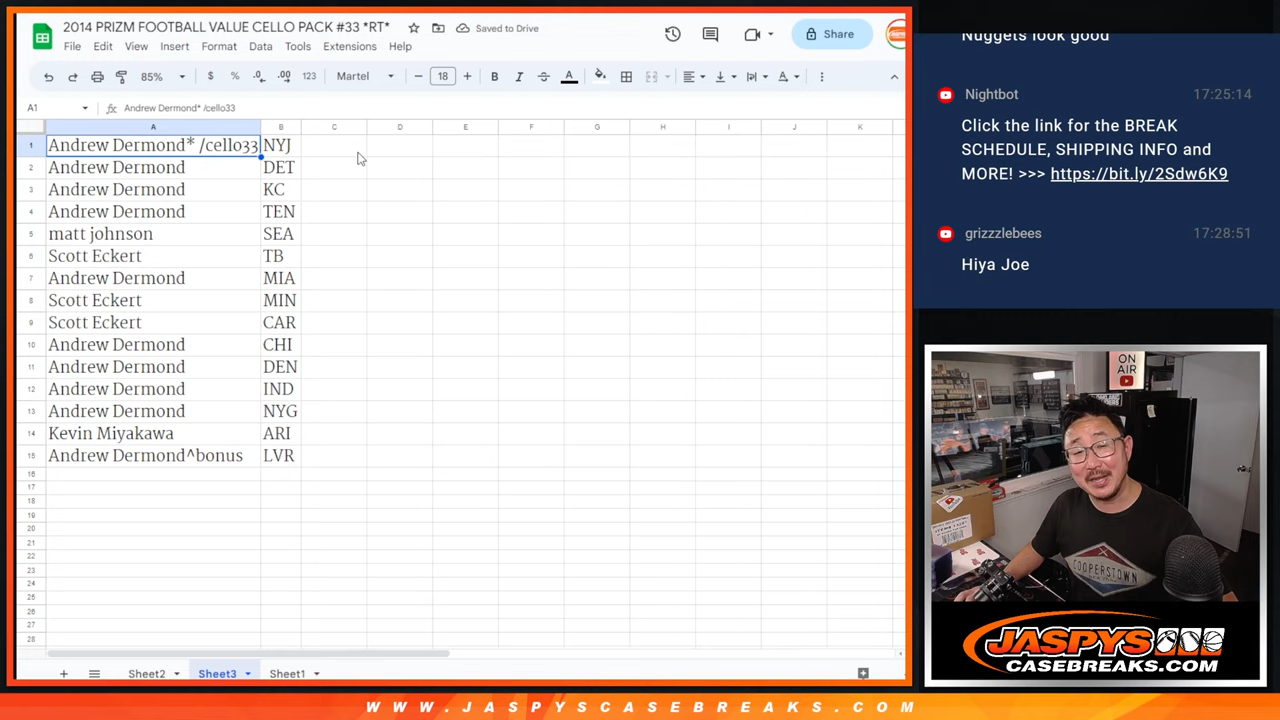 2014 PRIZM FOOTBALL VALUE CELLO PACK #33 *RT*
Saved to Drive
Share
File Edit View Insert Format Data Tools Extensions Help
85% $ % .0 .00 123 Martel 18 B I A
A1 Andrew Dermond* /cello33
A B C D E F G H I J K
1 Andrew Dermond* /cello33 NYJ
2 Andrew Dermond DET
3 Andrew Dermond KC
4 Andrew Dermond TEN
5 matt johnson SEA
6 Scott Eckert TB
7 Andrew Dermond MIA
8 Scott Eckert MIN
9 Scott Eckert CAR
10 Andrew Dermond CHI
11 Andrew Dermond DEN
12 Andrew Dermond IND
13 Andrew Dermond NYG
14 Kevin Miyakawa ARI
15 Andrew Dermond^bonus LVR
16
17
18
19
20
21
22
23
24
25
26
27
28
Sheet2 Sheet3 Sheet1
Nuggets look good
Nightbot 17:25:14
Click the link for the BREAK
SCHEDULE, SHIPPING INFO and
MORE! >>> https://bit.ly/2Sdw6K9
grizzzlebees 17:28:51
Hiya Joe
ON
AIR
COOPERSTOWN
JASPYS
CASEBREAKS.COM
WWW.JASPYSCASEBREAKS.COM